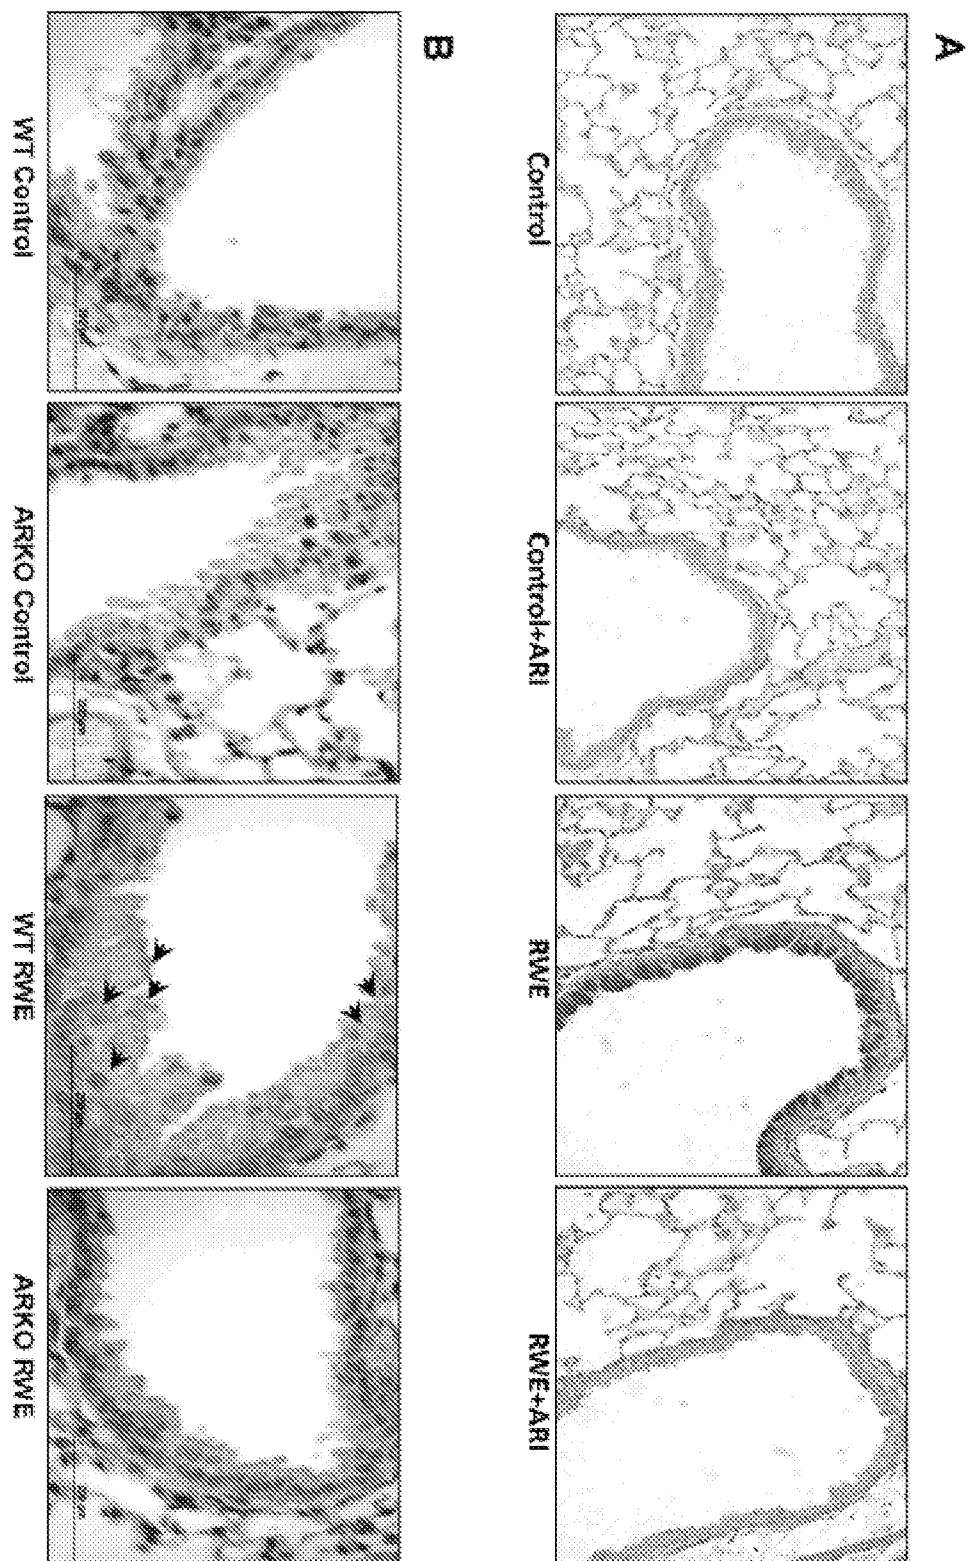 A
Control
Control+ARI
RWE
RWE+ARI
B
WT Control
ARKO Control
WT RWE
ARKO RWE